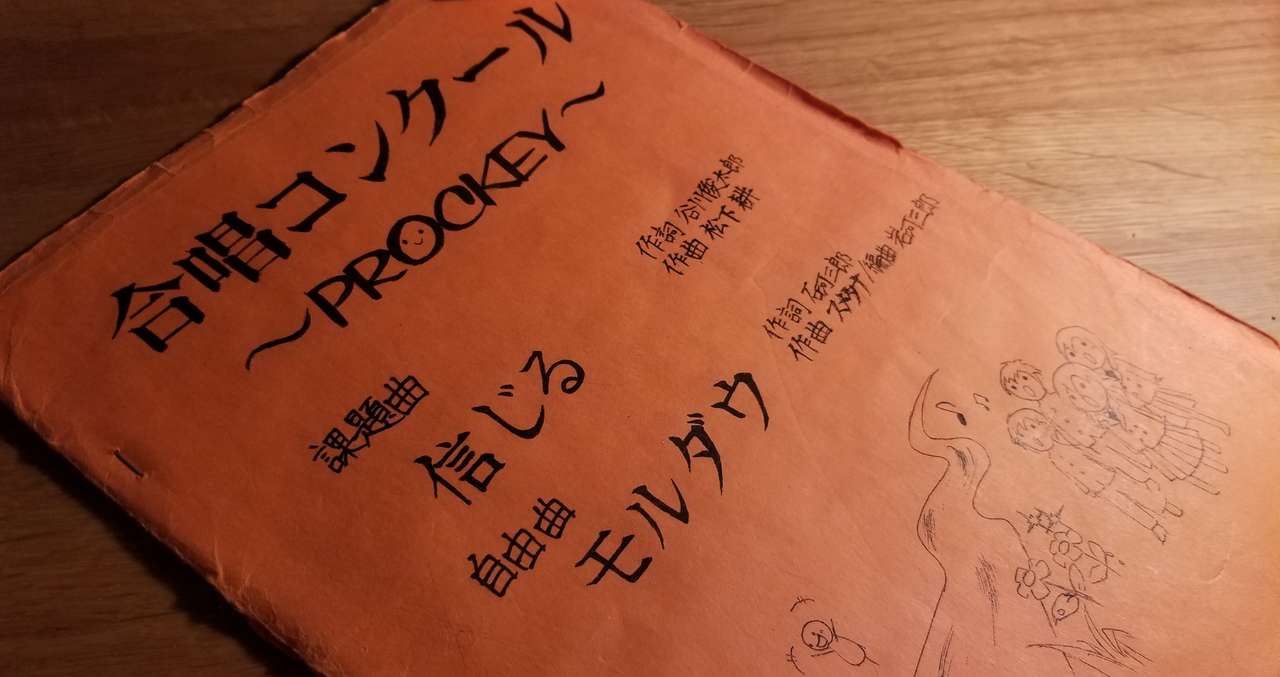 合唱コンクール
～PROCKEY～
課題曲
信じる
作詞 谷川俊太郎
作曲 松下 耕
自由曲
モルダウ
作詞 石河三郎
作曲 スメタナ/編曲 岩河三郎